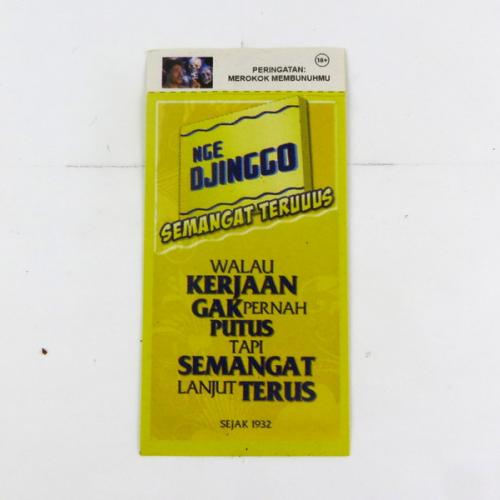 PERINGATAN:
MEROKOK MEMBUNUHMU
18+
NGE
DJINGGO
SEMANGAT TERUUUS
WALAU
KERJAAN
GAK PERNAH
PUTUS
TAPI
SEMANGAT
LANJUT TERUS
SEJAK 1932